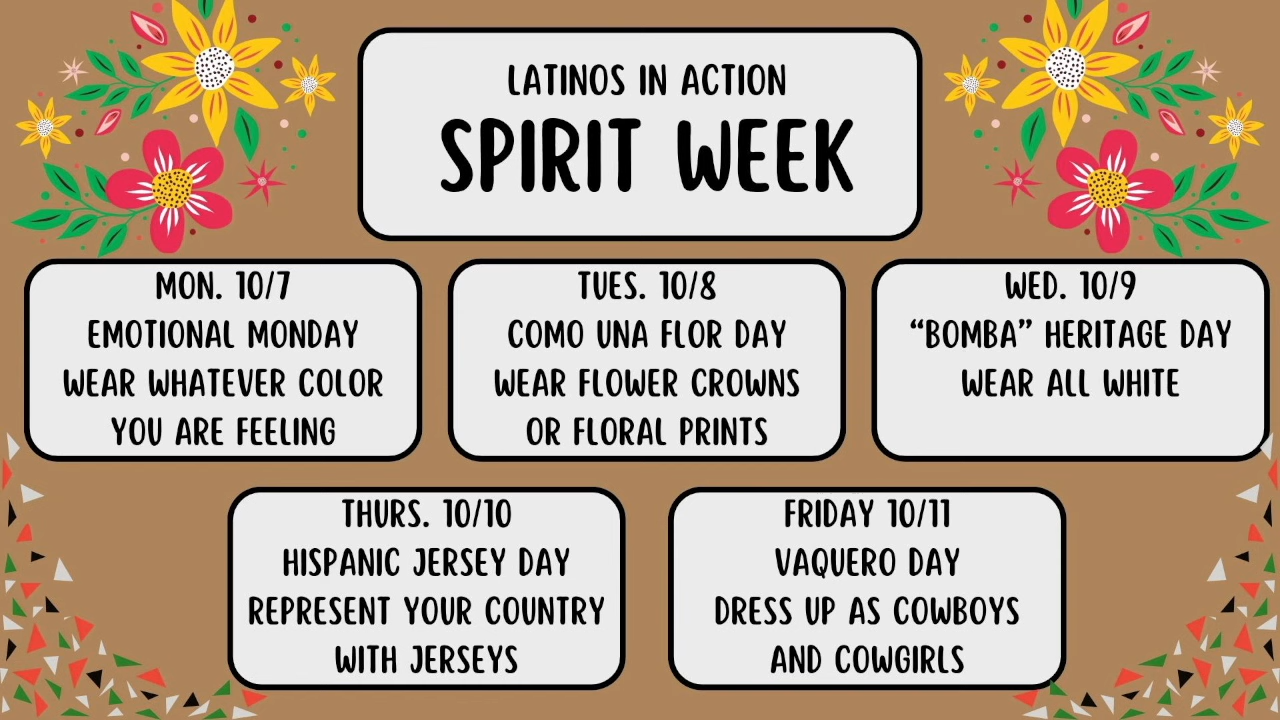 LATINOS IN ACTION
SPIRIT WEEK
MON. 10/7
EMOTIONAL MONDAY
WEAR WHATEVER COLOR
YOU ARE FEELING
TUES. 10/8
COMO UNA FLOR DAY
WEAR FLOWER CROWNS
OR FLORAL PRINTS
WED. 10/9
“BOMBA” HERITAGE DAY
WEAR ALL WHITE
THURS. 10/10
HISPANIC JERSEY DAY
REPRESENT YOUR COUNTRY
WITH JERSEYS
FRIDAY 10/11
VAQUERO DAY
DRESS UP AS COWBOYS
AND COWGIRLS